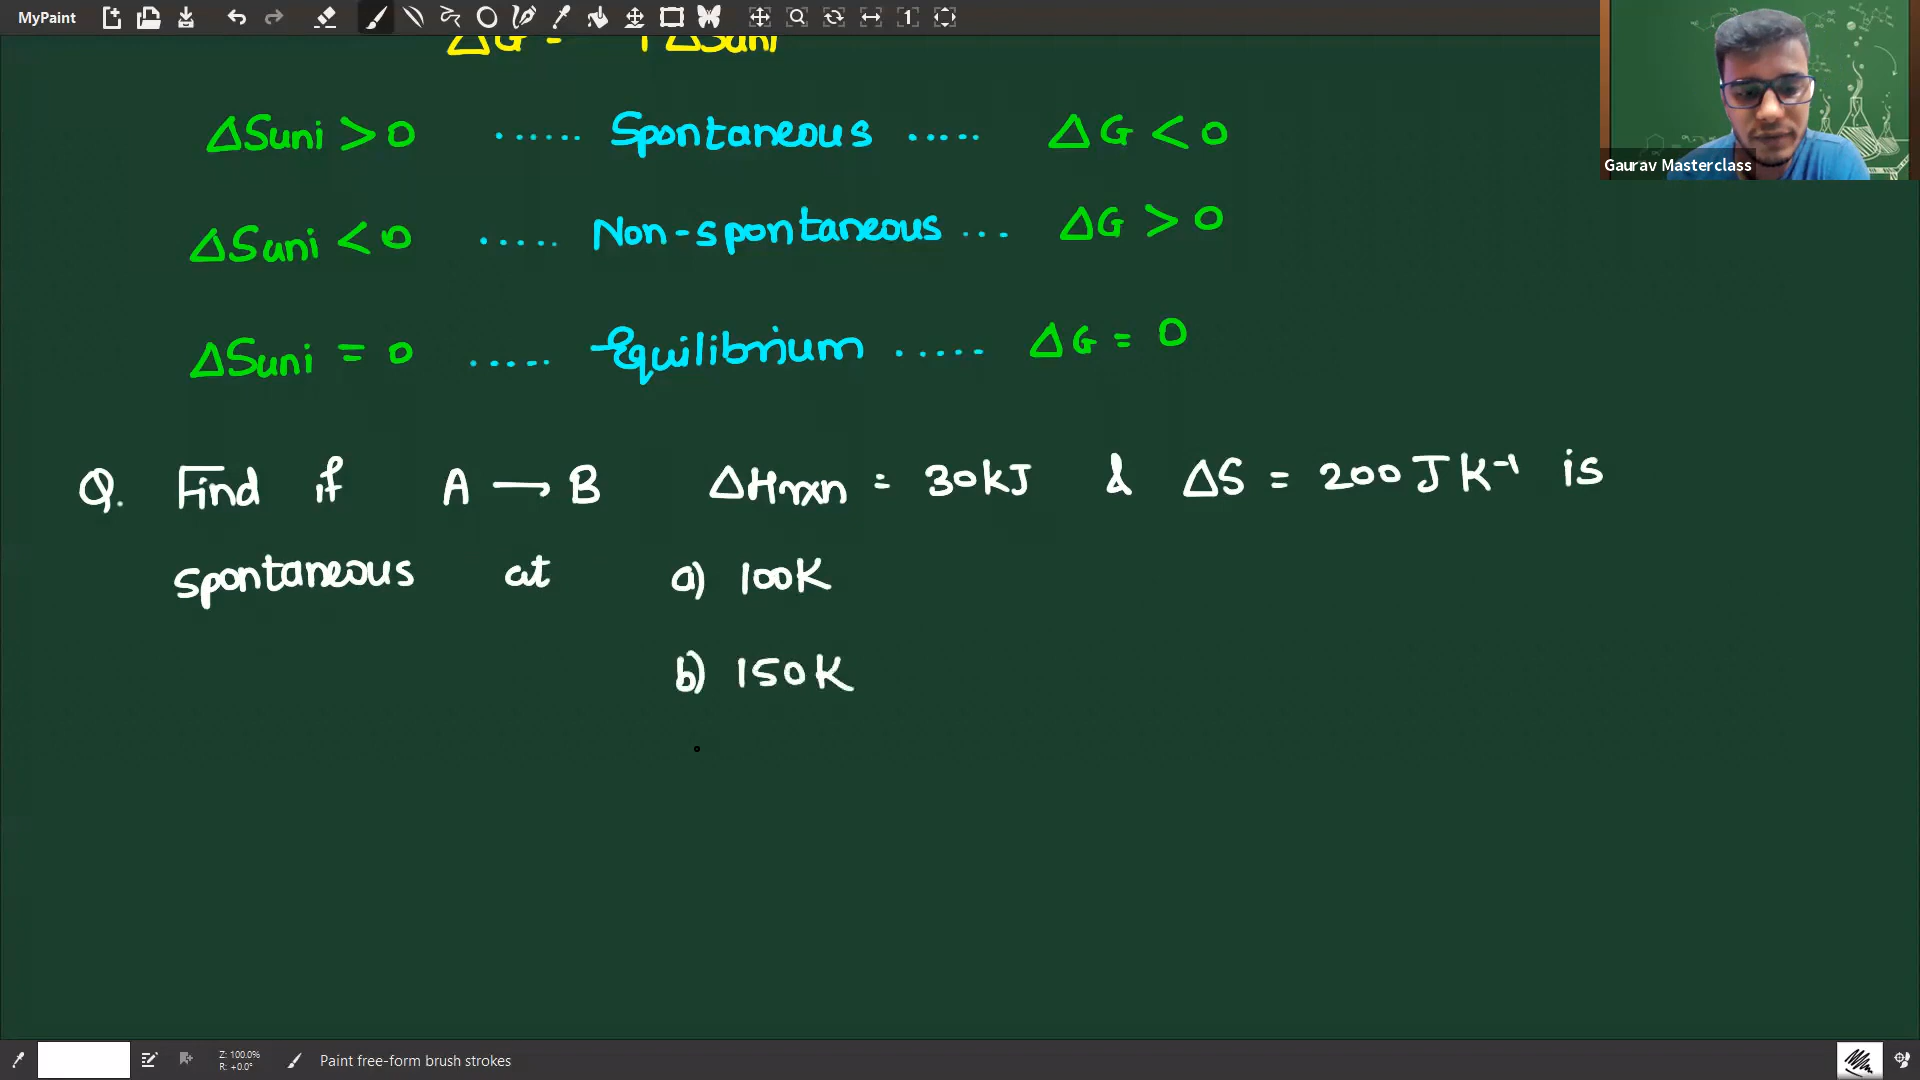 MyPaint
ΔG = - TΔSuni
ΔSuni > 0 ...... Spontaneous ..... ΔG < 0
Gaurav Masterclass
ΔSuni < 0 ..... Non-spontaneous ... ΔG > 0
ΔSuni = 0 ..... Equilibrium ..... ΔG = 0
Q. Find if A → B ΔHrxn = 30kJ & ΔS = 200 J K⁻¹ is
spontaneous at a) 100K
b) 150K
Z: 100.0%
R: +0.0°
Paint free-form brush strokes